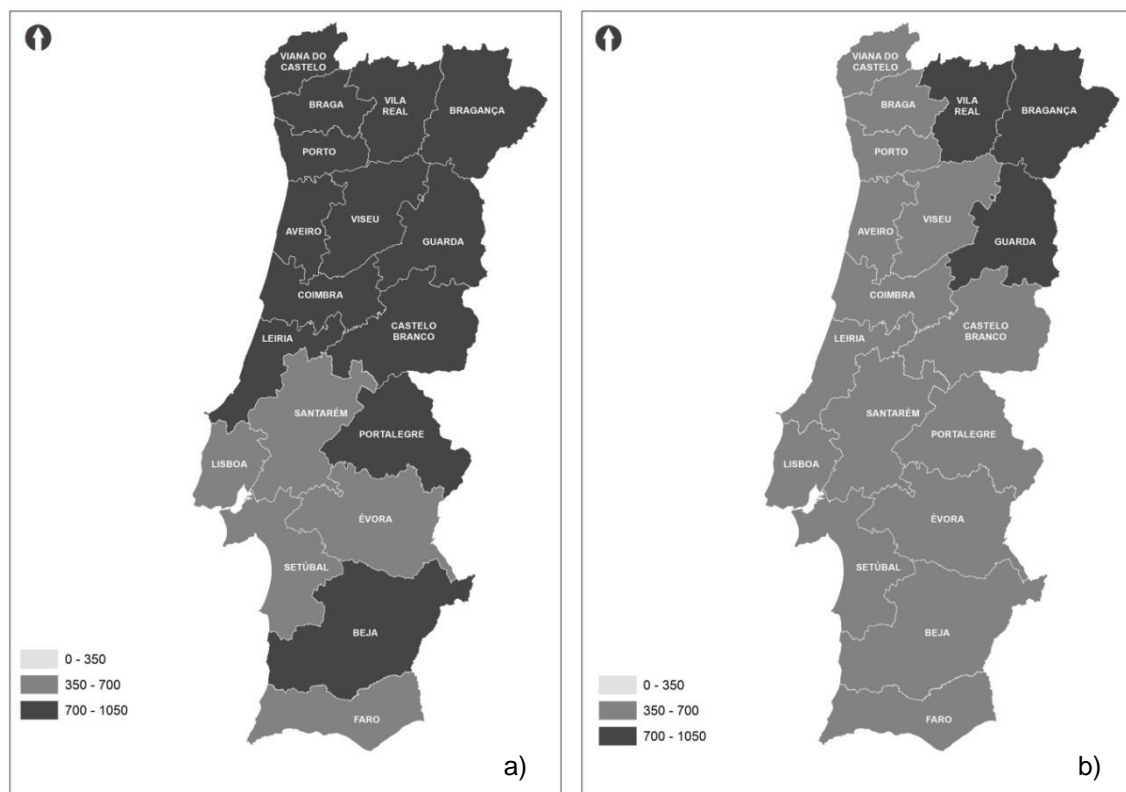 VIANA DO
CASTELO
BRAGA
VILA
REAL
BRAGANÇA
PORTO
AVEIRO
VISEU
GUARDA
COIMBRA
CASTELO
BRANCO
LEIRIA
SANTARÉM
PORTALEGRE
LISBOA
ÉVORA
SETÚBAL
BEJA
FARO
0 - 350
350 - 700
700 - 1050
a)
VIANA DO
CASTELO
BRAGA
VILA
REAL
BRAGANÇA
PORTO
AVEIRO
VISEU
GUARDA
COIMBRA
CASTELO
BRANCO
LEIRIA
SANTARÉM
PORTALEGRE
LISBOA
ÉVORA
SETÚBAL
BEJA
FARO
0 - 350
350 - 700
700 - 1050
b)